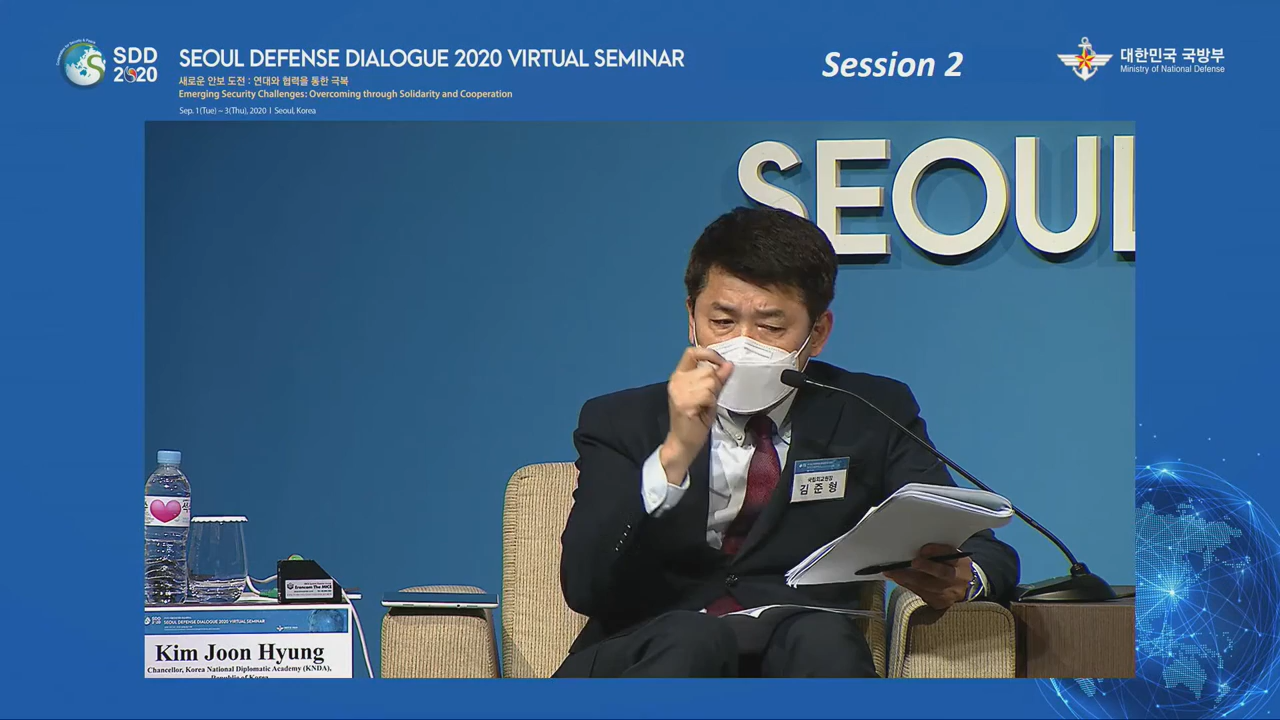 SDD
2020
SEOUL DEFENSE DIALOGUE 2020 VIRTUAL SEMINAR
새로운 안보 도전 : 연대와 협력을 통한 극복
Emerging Security Challenges: Overcoming through Solidarity and Cooperation
Sep. 1(Tue) – 3(Thu), 2020 I Seoul, Korea
Session 2
대한민국 국방부
Ministry of National Defense
SEOUL
국립외교원장
김 준 형
SDD
SEOUL DEFENSE DIALOGUE 2020 VIRTUAL SEMINAR
Kim Joon Hyung
Chancellor, Korea National Diplomatic Academy (KNDA),
Republic of Korea